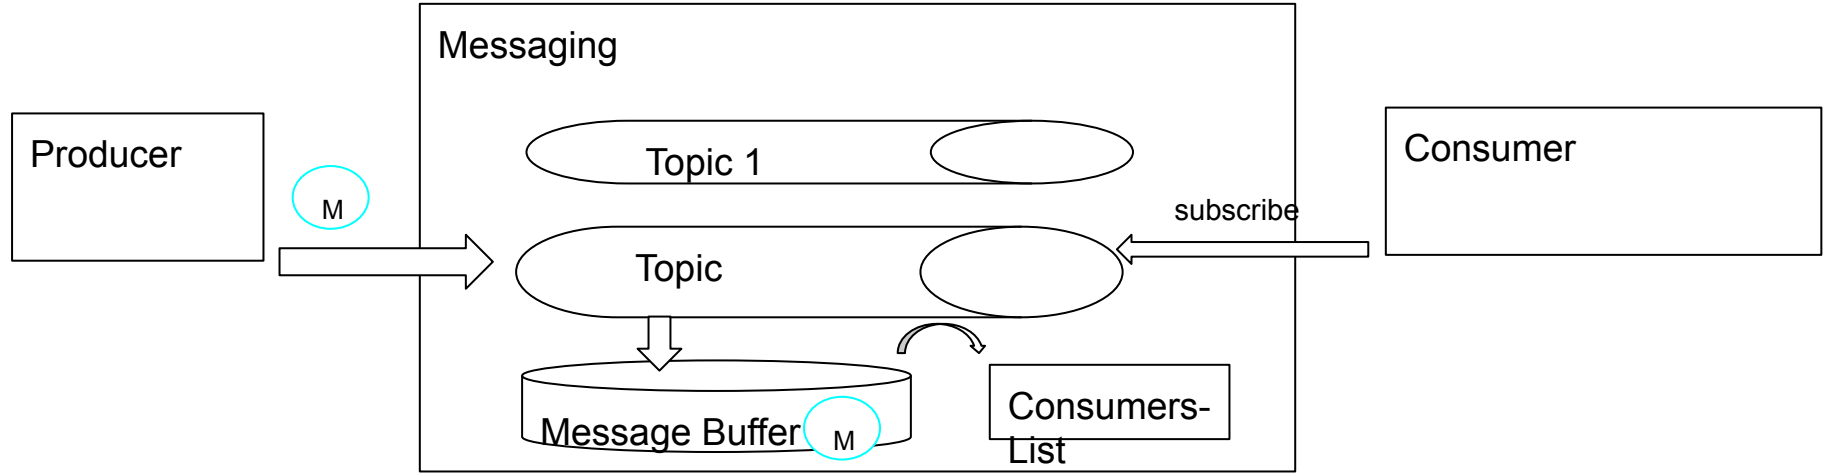 Messaging
Producer
Topic 1
Consumer
M
subscribe
Topic
Message Buffer
M
Consumers-
List